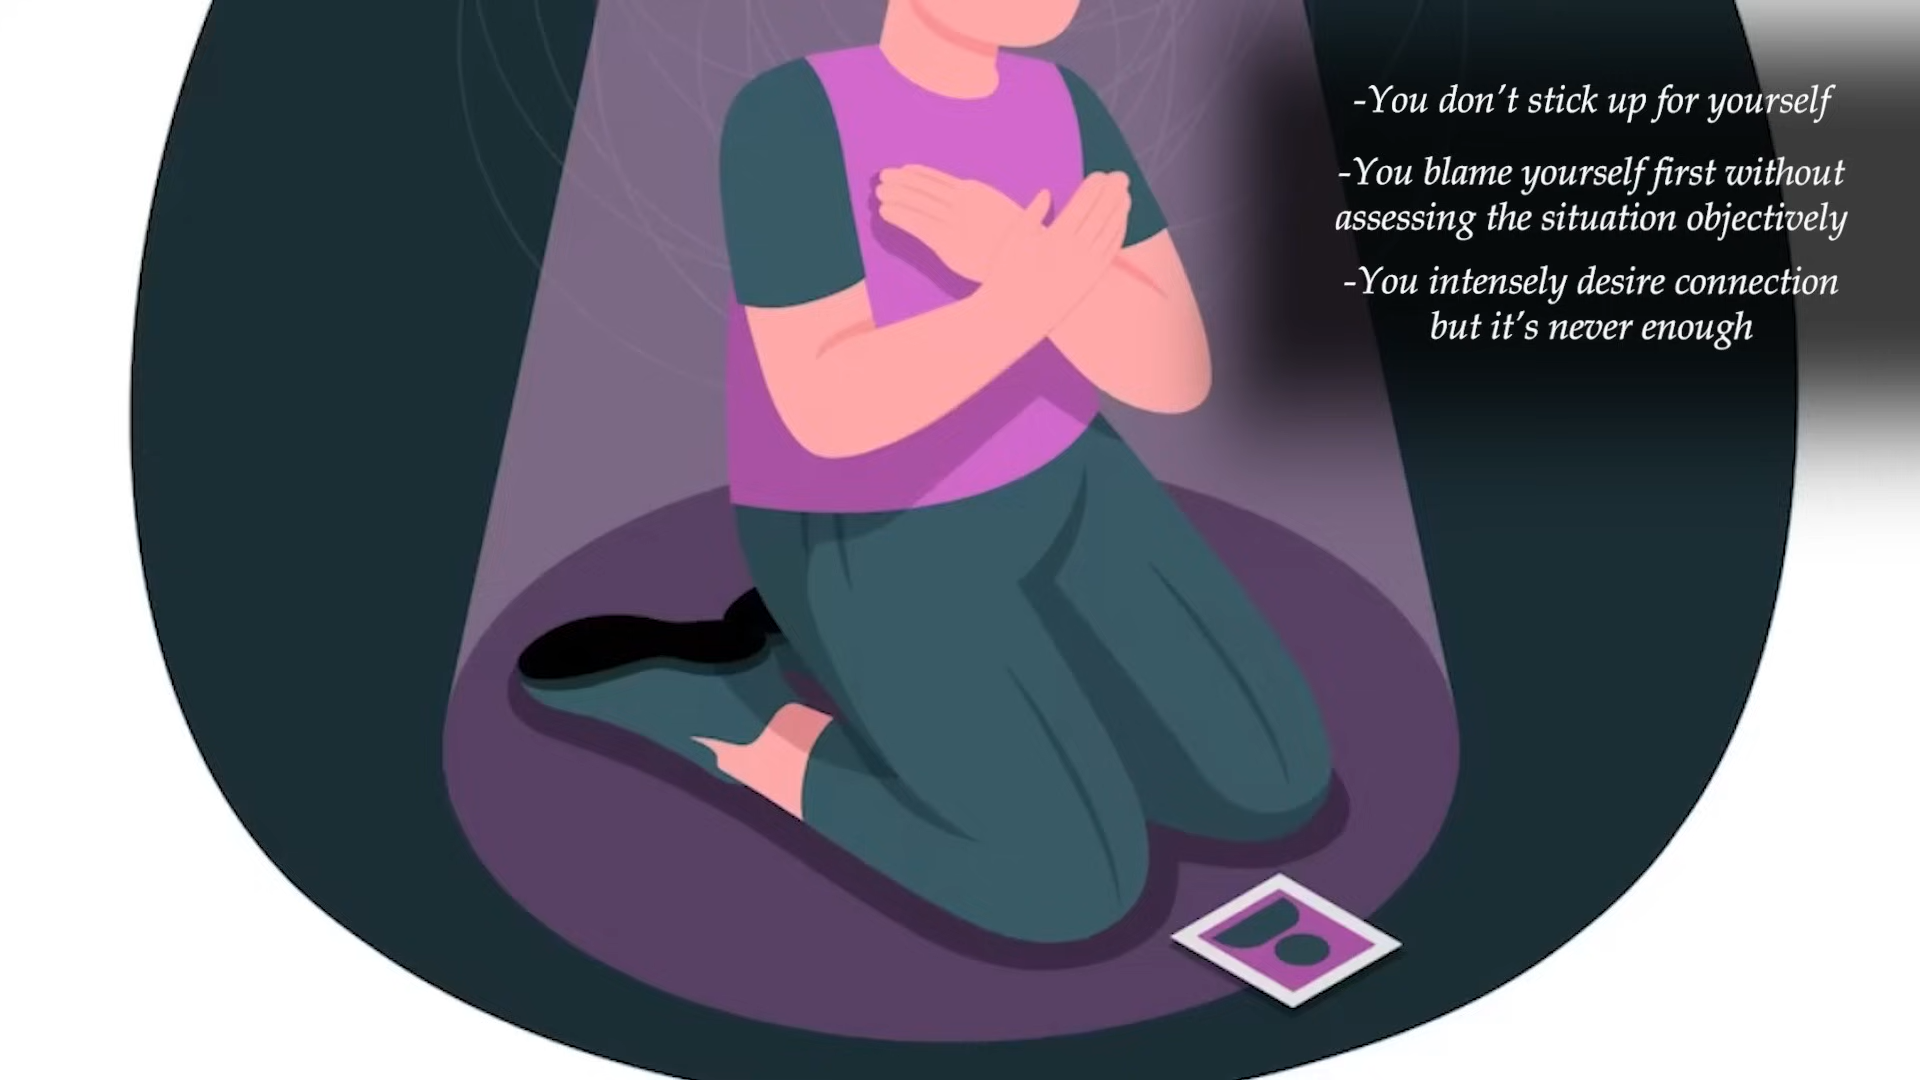 -You don't stick up for yourself
-You blame yourself first without
assessing the situation objectively
-You intensely desire connection
but it's never enough